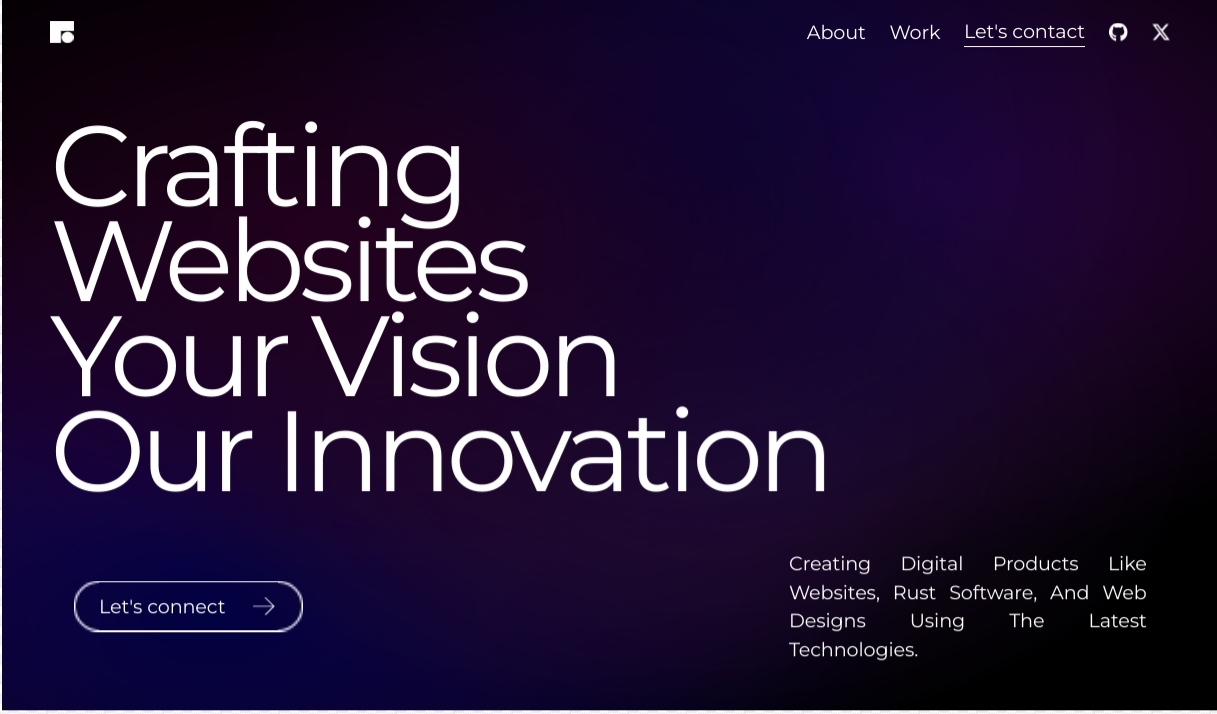 About Work Let's contact
Crafting
Websites
Your Vision
Our Innovation
Let's connect
Creating Digital Products Like
Websites, Rust Software, And Web
Designs Using The Latest
Technologies.